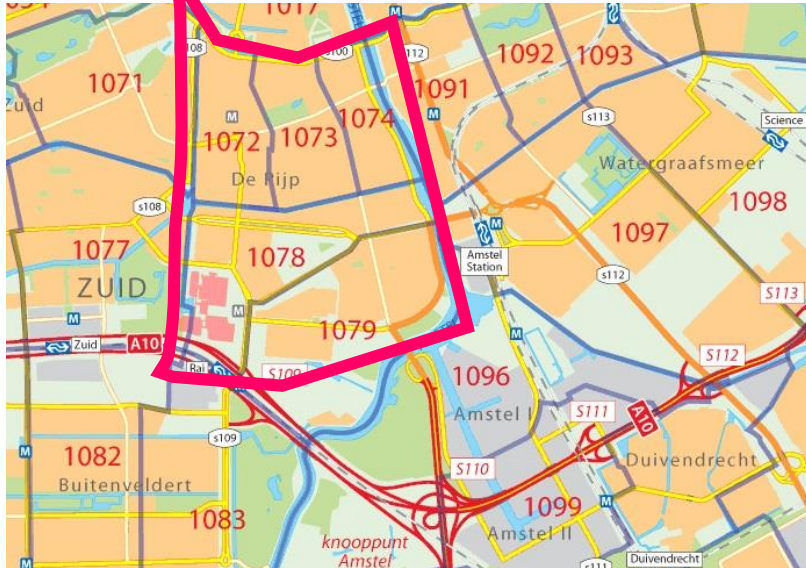 1017
s108
s100
M
s112
1092
1093
1071
1091
Zuid
M
1072
1073
1074
M
s113
Science
De Pijp
Watergraafsmeer
s108
1098
M
1077
1078
1097
ZUID
Amstel
Station
s112
M
M
S113
1079
M
A10
Zuid
S112
Rai
S109
1096
M
Amstel I
S111
A10
s109
M
1082
S110
Duivendrecht
Buitenveldert
1083
1099
M
Amstel II
knooppunt
Amstel
M
s111
Duivendrecht